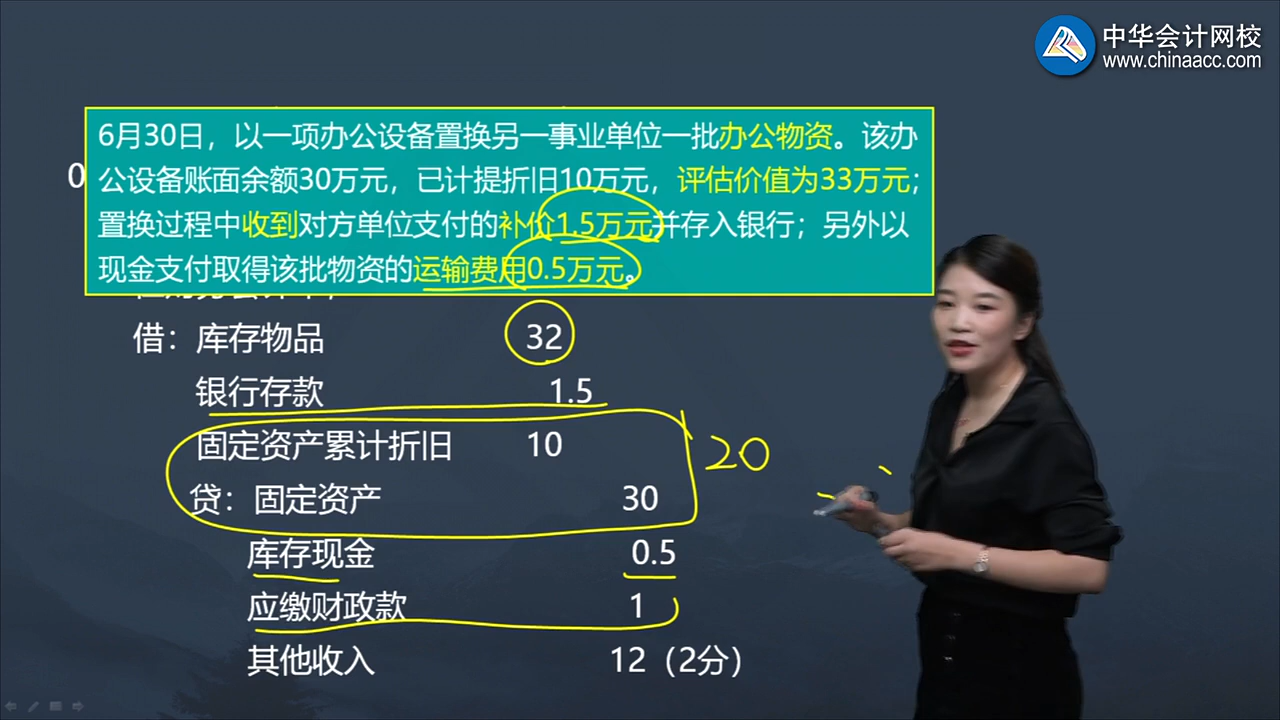 中华会计网校
www.chinaacc.com
6月30日，以一项办公设备置换另一事业单位一批办公物资。该办
0
公设备账面余额30万元，已计提折旧10万元，评估价值为33万元；
置换过程中收到对方单位支付的补价1.5万元并存入银行；另外以
现金支付取得该批物资的运输费用0.5万元。
借：库存物品 32
银行存款 1.5
固定资产累计折旧 10
20
贷：固定资产 30
库存现金 0.5
应缴财政款 1
其他收入 12（2分）